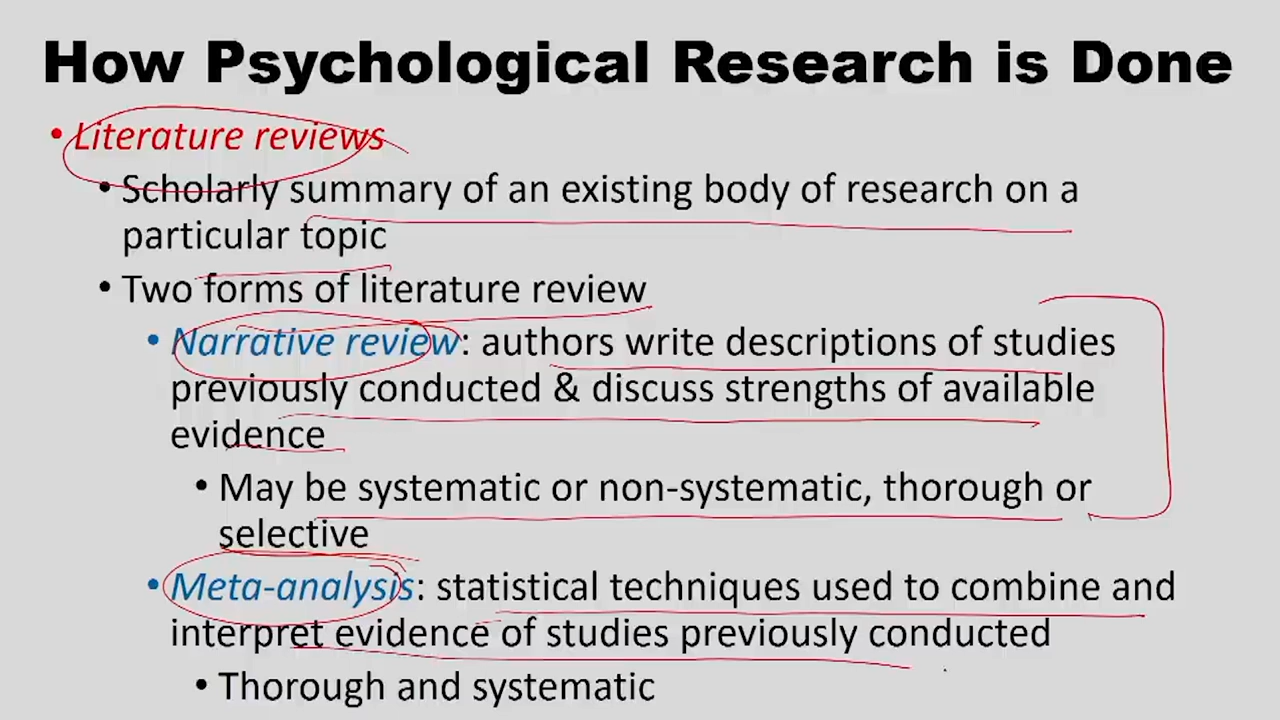 How Psychological Research is Done
• Literature reviews
• Scholarly summary of an existing body of research on a
particular topic
• Two forms of literature review
• Narrative review: authors write descriptions of studies
previously conducted & discuss strengths of available
evidence
• May be systematic or non-systematic, thorough or
selective
• Meta-analysis: statistical techniques used to combine and
interpret evidence of studies previously conducted
• Thorough and systematic